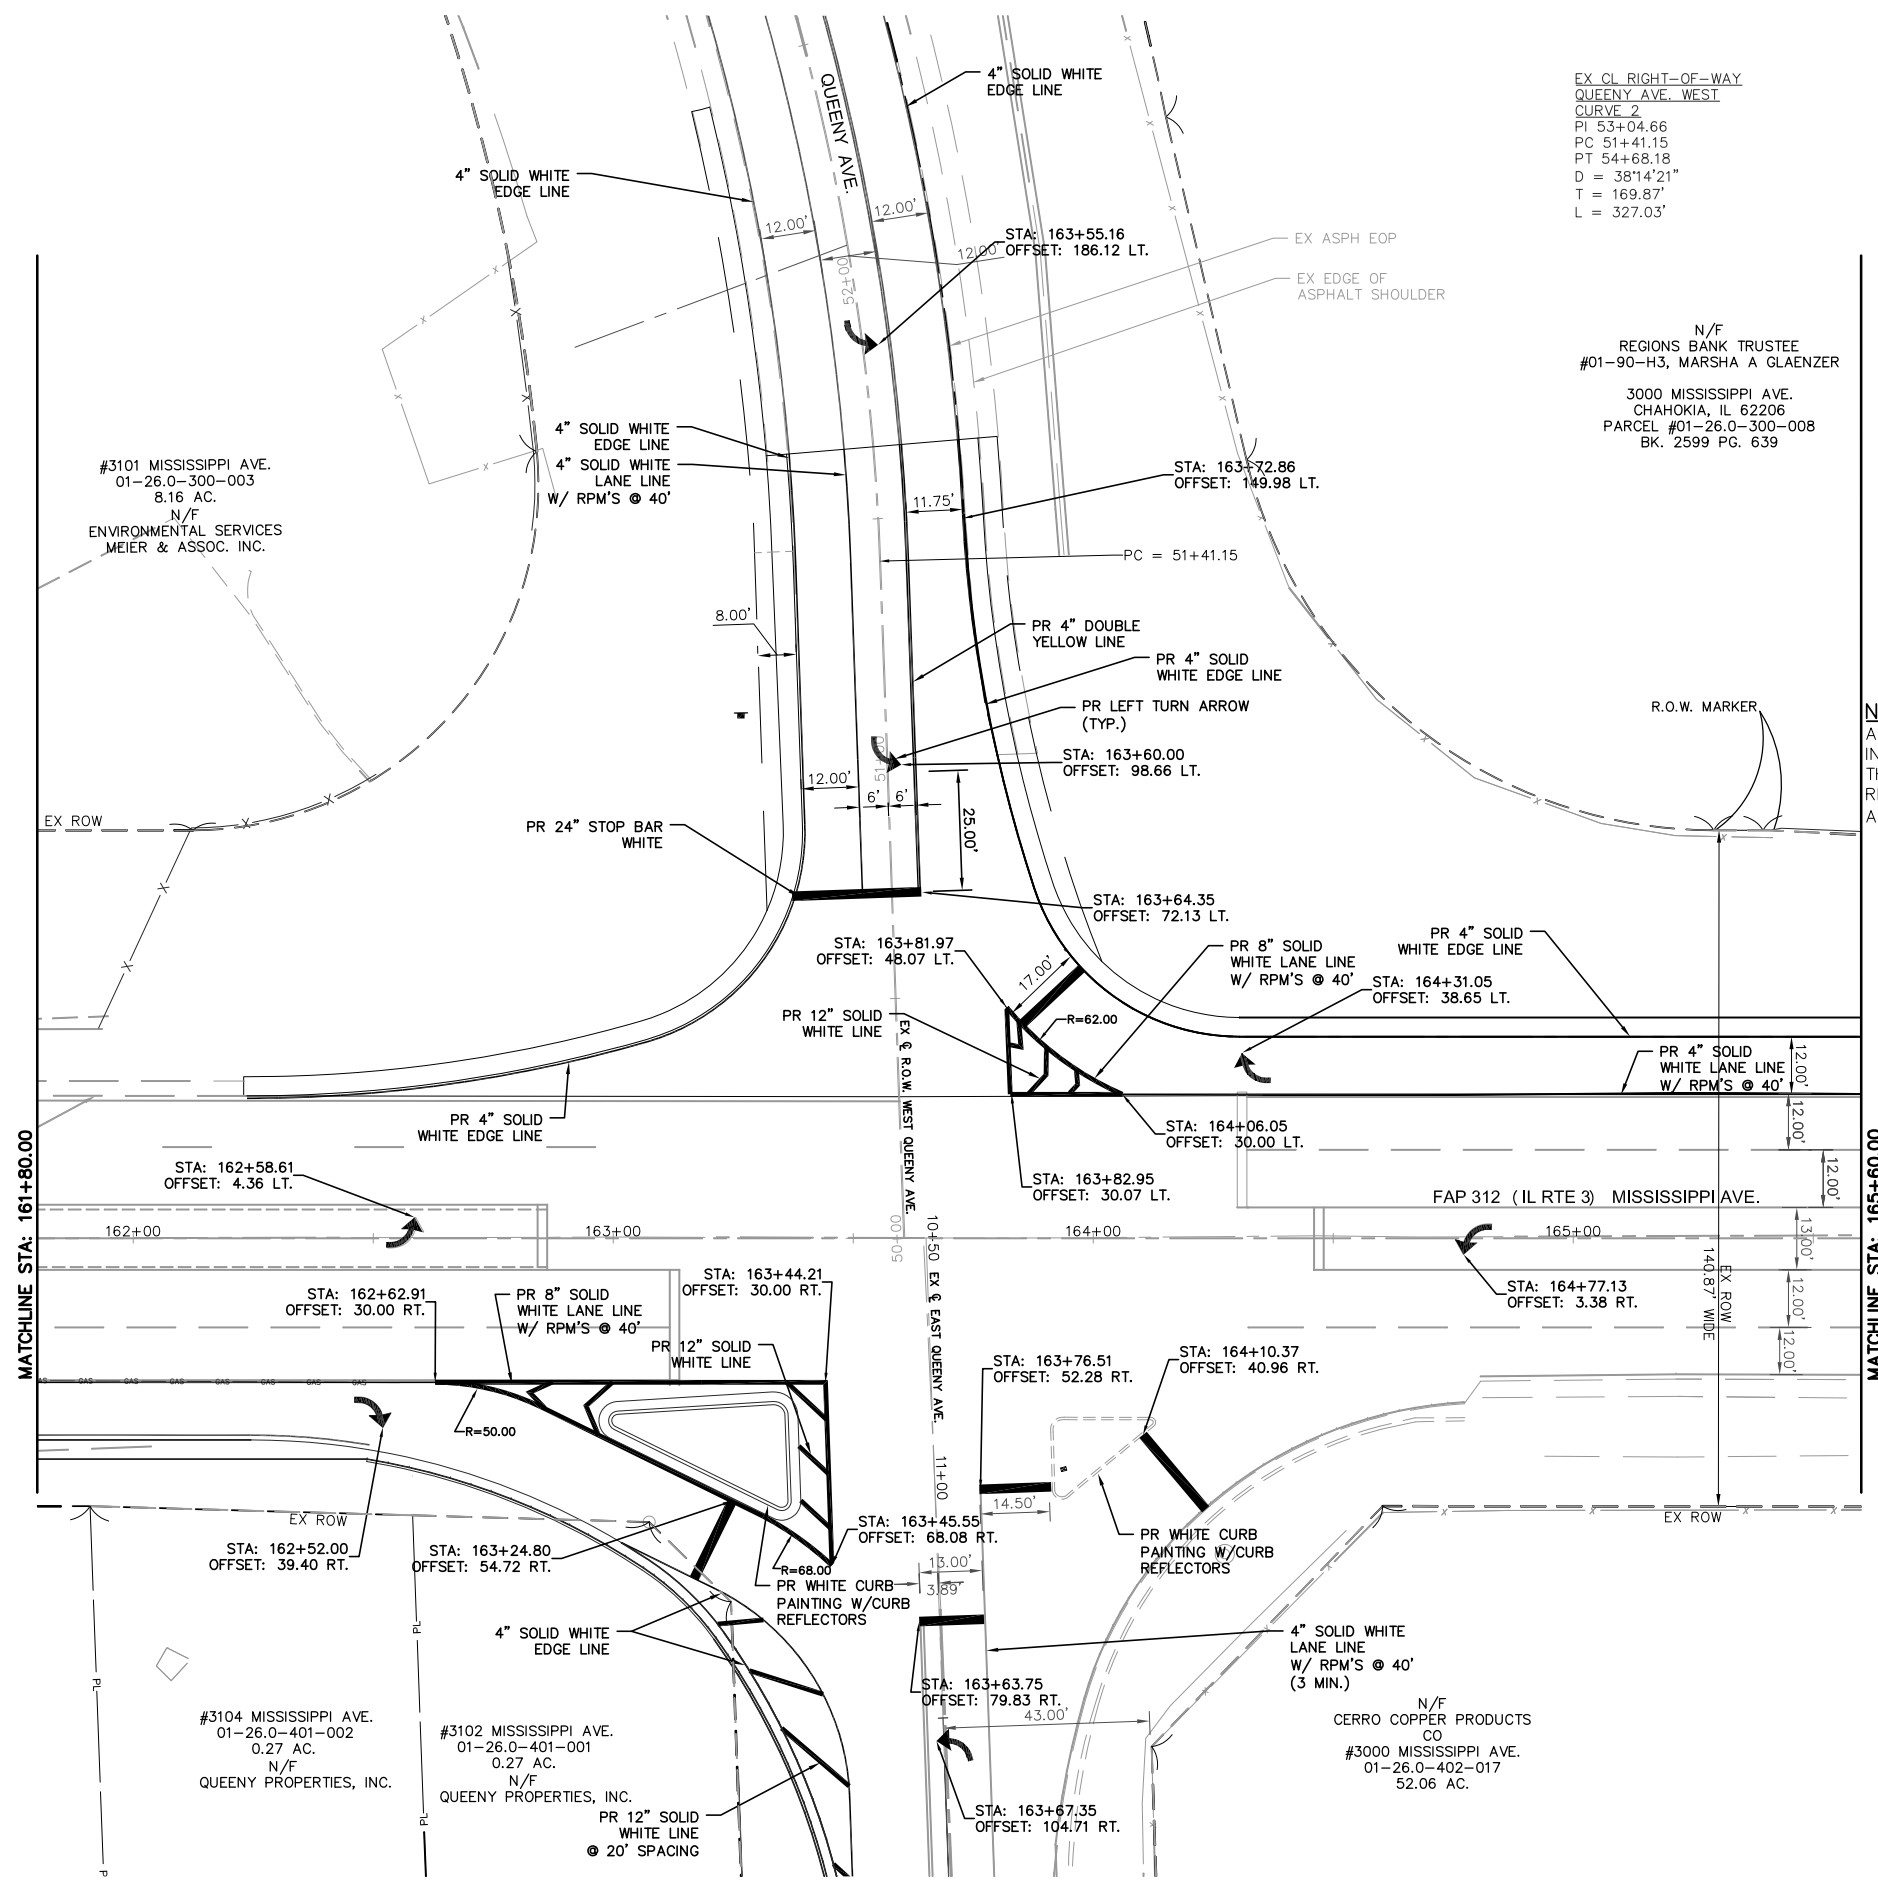 4" SOLID WHITE
EDGE LINE
QUEENY AVE.
EX CL RIGHT-OF-WAY
QUEENY AVE. WEST
CURVE 2
PI 53+04.66
PC 51+41.15
PT 54+68.18
D = 38°14'21"
T = 169.87'
L = 327.03'
4" SOLID WHITE
EDGE LINE
12.00'
12.00'
12.00'
STA: 163+55.16
OFFSET: 186.12 LT.
EX ASPH EOP
EX EDGE OF
ASPHALT SHOULDER
52+00
N/F
REGIONS BANK TRUSTEE
#01-90-H3, MARSHA A GLAENZER
3000 MISSISSIPPI AVE.
CHAHOKIA, IL 62206
PARCEL #01-26.0-300-008
BK. 2599 PG. 639
4" SOLID WHITE
EDGE LINE
4" SOLID WHITE
LANE LINE
W/ RPM'S @ 40'
#3101 MISSISSIPPI AVE.
01-26.0-300-003
8.16 AC.
N/F
ENVIRONMENTAL SERVICES
MEIER & ASSOC. INC.
STA: 163+72.86
OFFSET: 149.98 LT.
11.75'
PC = 51+41.15
8.00'
PR 4" DOUBLE
YELLOW LINE
PR 4" SOLID
WHITE EDGE LINE
PR LEFT TURN ARROW
(TYP.)
STA: 163+60.00
OFFSET: 98.66 LT.
R.O.W. MARKER
12.00'
6'
6'
25.00'
EX ROW
PR 24" STOP BAR
WHITE
STA: 163+64.35
OFFSET: 72.13 LT.
STA: 163+81.97
OFFSET: 48.07 LT.
17.00'
PR 8" SOLID
WHITE LANE LINE
W/ RPM'S @ 40'
PR 4" SOLID
WHITE EDGE LINE
STA: 164+31.05
OFFSET: 38.65 LT.
PR 12" SOLID
WHITE LINE
R=62.00
EX ℄ R.O.W. WEST QUEENY AVE.
PR 4" SOLID
WHITE LANE LINE
W/ RPM'S @ 40'
12.00'
12.00'
12.00'
13.00'
12.00'
12.00'
PR 4" SOLID
WHITE EDGE LINE
STA: 164+06.05
OFFSET: 30.00 LT.
STA: 163+82.95
OFFSET: 30.07 LT.
STA: 162+58.61
OFFSET: 4.36 LT.
FAP 312 (IL RTE 3) MISSISSIPPI AVE.
MATCHLINE STA: 161+80.00
MATCHLINE STA: 165+60.00
162+00
163+00
164+00
165+00
50+00
10+50
EX ℄ EAST QUEENY AVE.
11+00
EX ROW
140.87' WIDE
STA: 164+77.13
OFFSET: 3.38 RT.
STA: 162+62.91
OFFSET: 30.00 RT.
PR 8" SOLID
WHITE LANE LINE
W/ RPM'S @ 40'
STA: 163+44.21
OFFSET: 30.00 RT.
PR 12" SOLID
WHITE LINE
STA: 163+76.51
OFFSET: 52.28 RT.
STA: 164+10.37
OFFSET: 40.96 RT.
GAS GAS GAS GAS GAS GAS GAS
R=50.00
14.50'
EX ROW
EX ROW
STA: 162+52.00
OFFSET: 39.40 RT.
STA: 163+24.80
OFFSET: 54.72 RT.
STA: 163+45.55
OFFSET: 68.08 RT.
R=68.00
13.00'
3.89'
PR WHITE CURB
PAINTING W/CURB
REFLECTORS
PR WHITE CURB
PAINTING W/CURB
REFLECTORS
4" SOLID WHITE
EDGE LINE
4" SOLID WHITE
LANE LINE
W/ RPM'S @ 40'
(3 MIN.)
PL
PL
PL
STA: 163+63.75
OFFSET: 79.83 RT.
43.00'
#3104 MISSISSIPPI AVE.
01-26.0-401-002
0.27 AC.
N/F
QUEENY PROPERTIES, INC.
#3102 MISSISSIPPI AVE.
01-26.0-401-001
0.27 AC.
N/F
QUEENY PROPERTIES, INC.
N/F
CERRO COPPER PRODUCTS
CO
#3000 MISSISSIPPI AVE.
01-26.0-402-017
52.06 AC.
PR 12" SOLID
WHITE LINE
@ 20' SPACING
STA: 163+67.35
OFFSET: 104.71 RT.